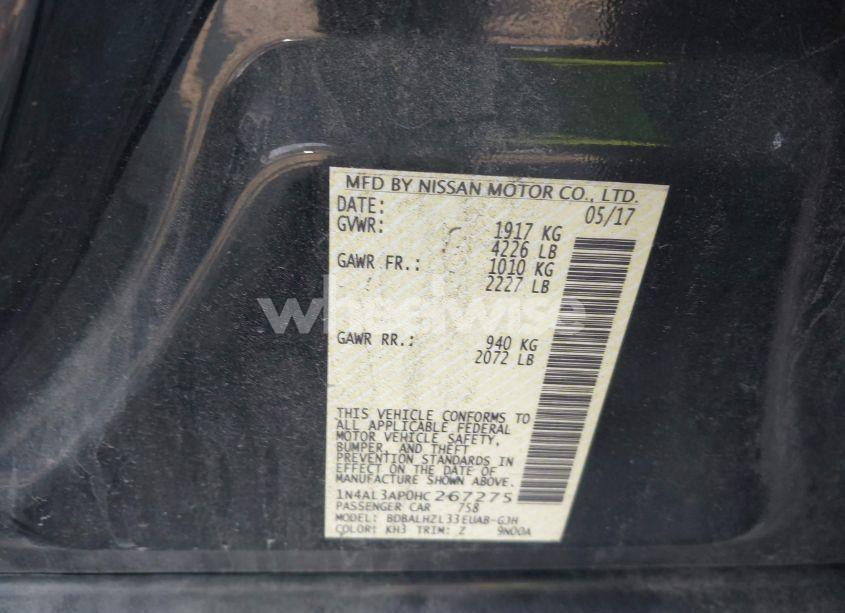 MFD BY NISSAN MOTOR CO., LTD.
DATE: 05/17
GVWR: 1917 KG
4226 LB
GAWR FR.: 1010 KG
2227 LB
wheelwise
GAWR RR.: 940 KG
2072 LB
THIS VEHICLE CONFORMS TO
ALL APPLICABLE FEDERAL
MOTOR VEHICLE SAFETY,
BUMPER, AND THEFT
PREVENTION STANDARDS IN
EFFECT ON THE DATE OF
MANUFACTURE SHOWN ABOVE.
1N4AL3AP0HC267275
PASSENGER CAR 758
MODEL: BDBALHZL33EUAB-GJH
COLOR: KH3 TRIM: Z 9N00A